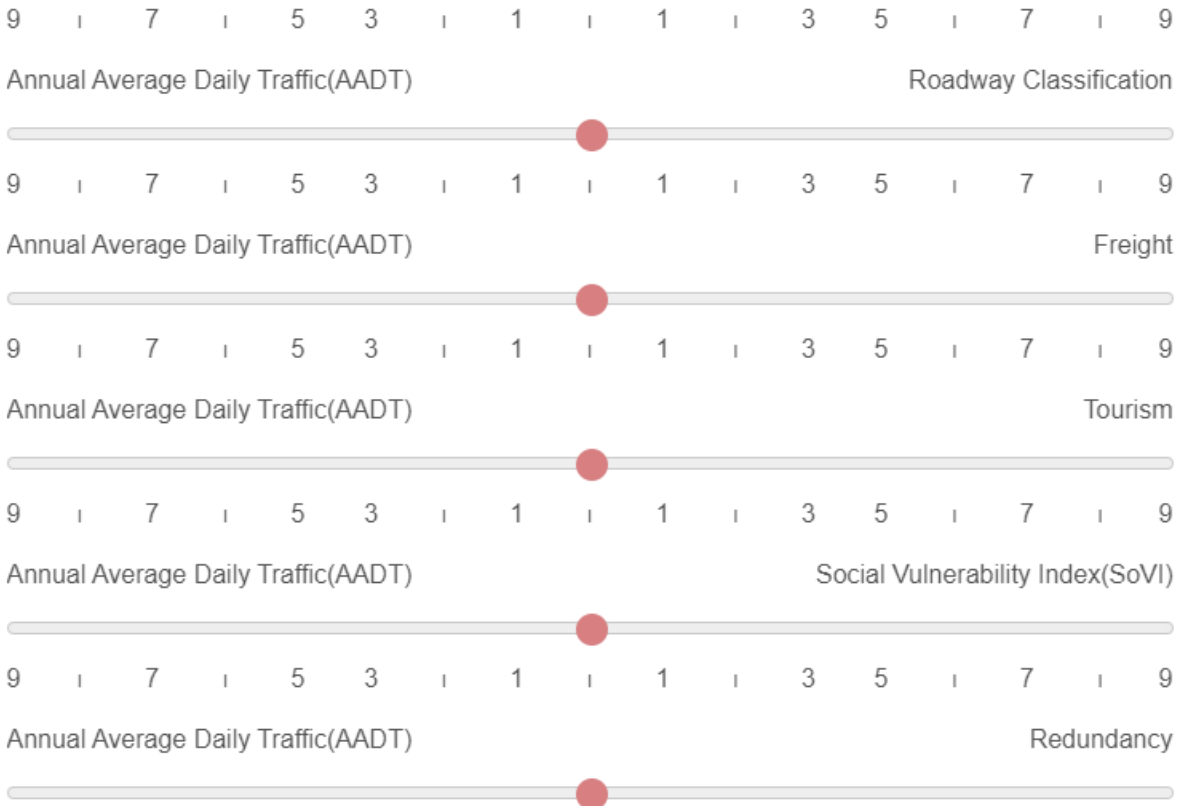 9 ı 7 ı 5 3 ı 1 ı 1 ı 3 5 ı 7 ı 9
Annual Average Daily Traffic(AADT) Roadway Classification
9 ı 7 ı 5 3 ı 1 ı 1 ı 3 5 ı 7 ı 9
Annual Average Daily Traffic(AADT) Freight
9 ı 7 ı 5 3 ı 1 ı 1 ı 3 5 ı 7 ı 9
Annual Average Daily Traffic(AADT) Tourism
9 ı 7 ı 5 3 ı 1 ı 1 ı 3 5 ı 7 ı 9
Annual Average Daily Traffic(AADT) Social Vulnerability Index(SoVI)
9 ı 7 ı 5 3 ı 1 ı 1 ı 3 5 ı 7 ı 9
Annual Average Daily Traffic(AADT) Redundancy